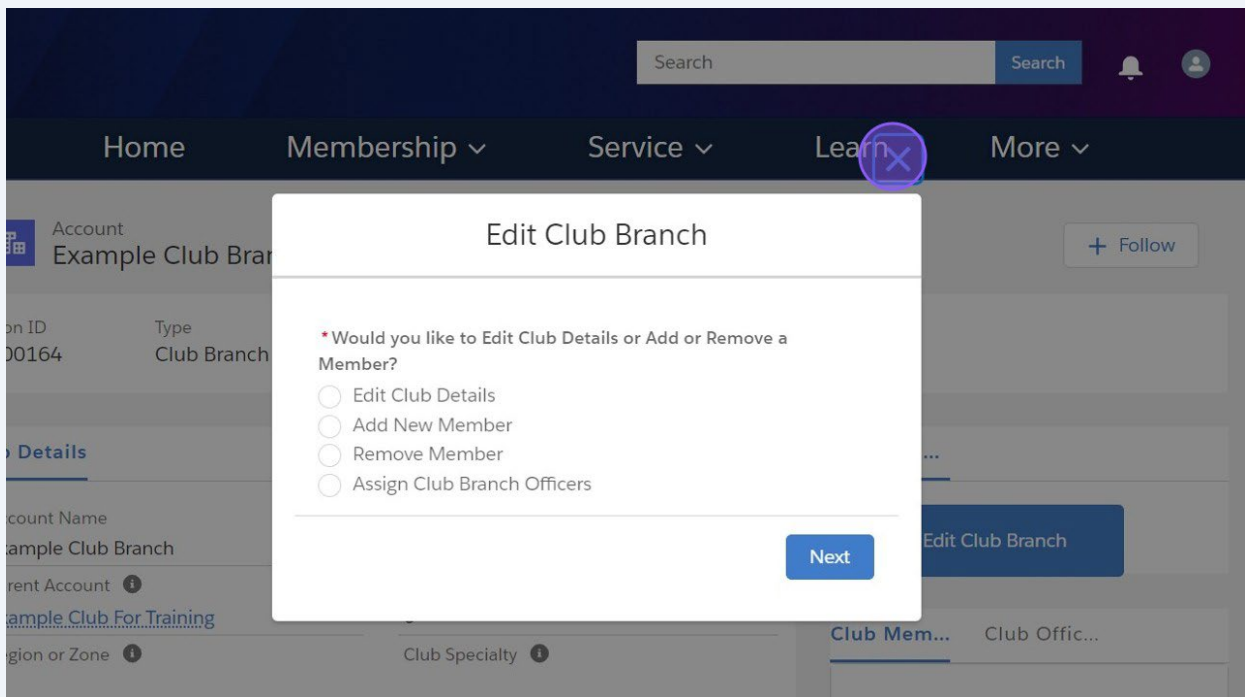 Search
Search
Home
Membership
Service
Learn
More
Account
Example Club Bran
Edit Club Branch
Follow
on ID
00164
Type
Club Branch
* Would you like to Edit Club Details or Add or Remove a
Member?
Edit Club Details
Add New Member
Remove Member
Assign Club Branch Officers
Next
Details
...
count Name
ample Club Branch
Edit Club Branch
rent Account
ample Club For Training
gion or Zone
Club Specialty
Club Mem...
Club Offic...